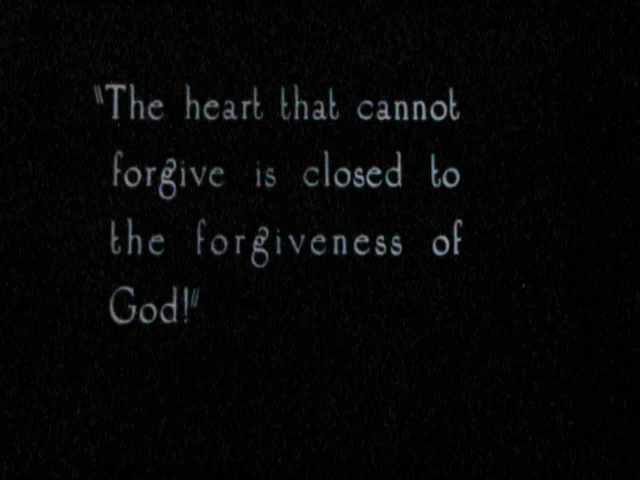 "The heart that cannot
forgive is closed to
the forgiveness of
God!"